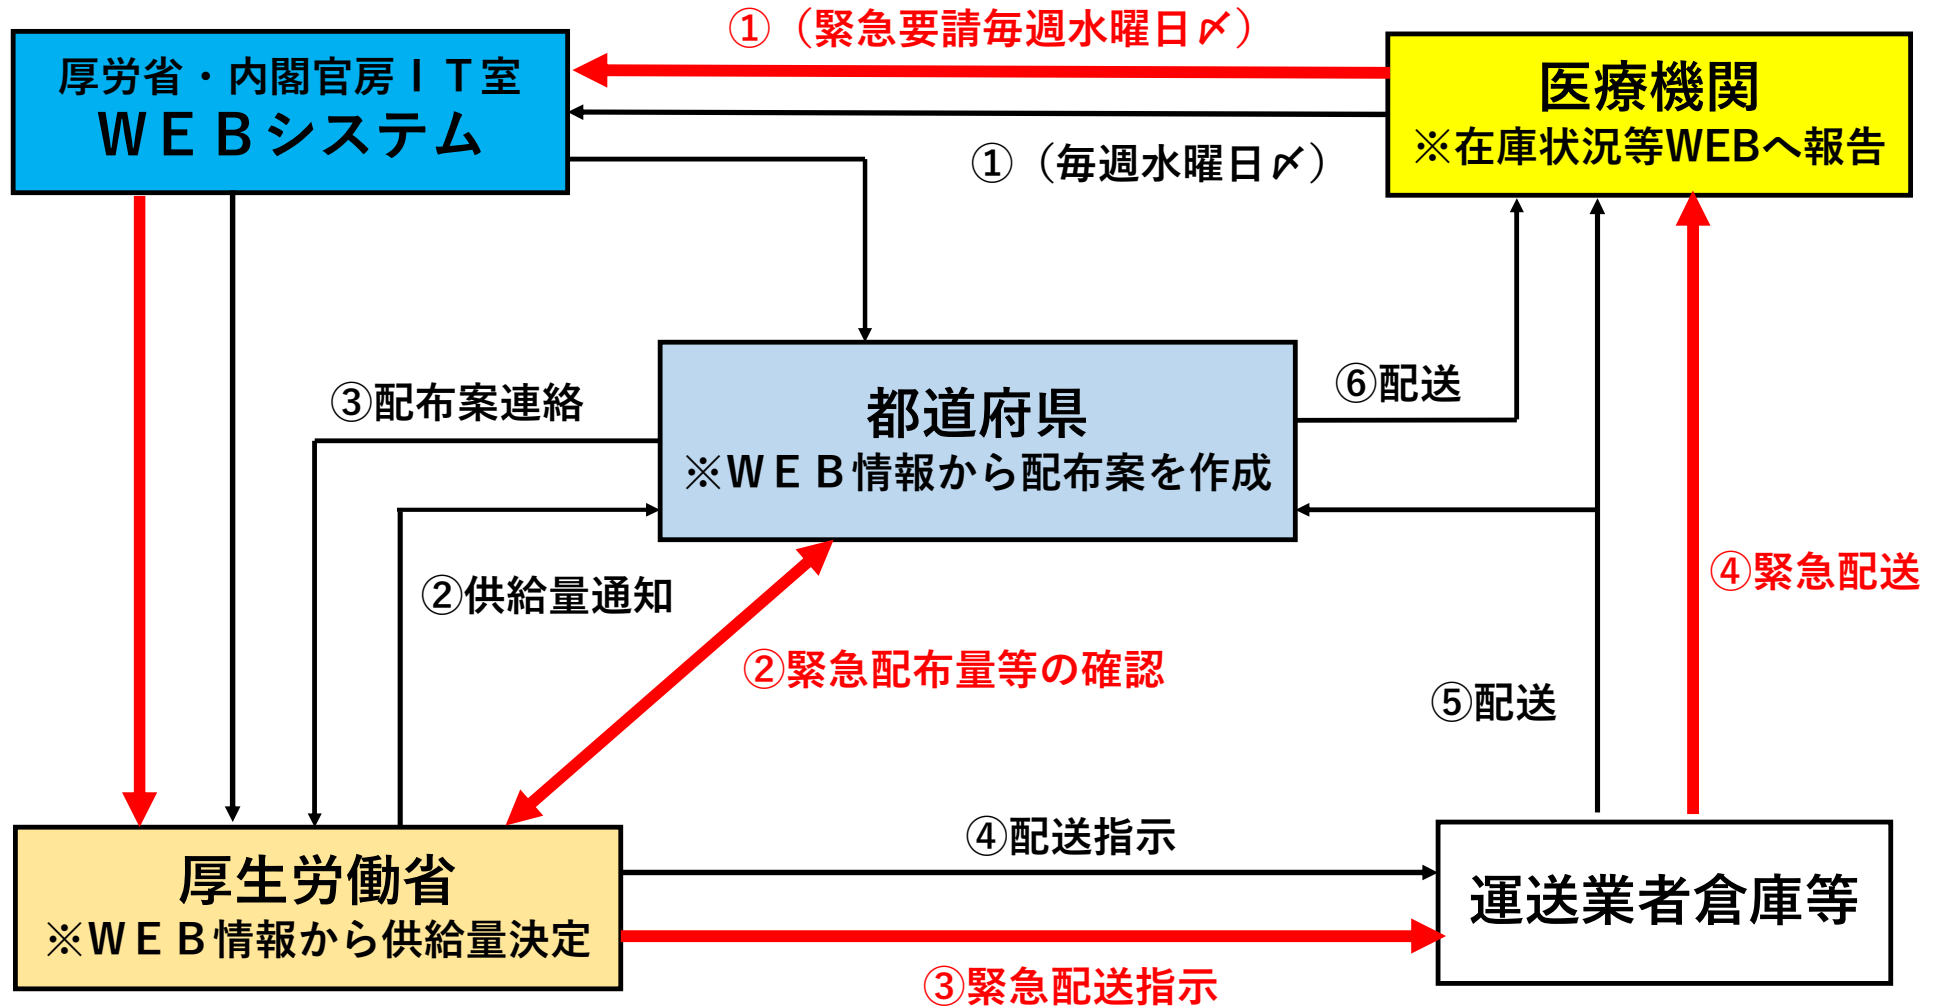 ①（緊急要請毎週水曜日〆）
厚労省・内閣官房ＩＴ室
ＷＥＢシステム
医療機関
※在庫状況等WEBへ報告
①（毎週水曜日〆）
③配布案連絡
都道府県
※ＷＥＢ情報から配布案を作成
⑥配送
②供給量通知
④緊急配送
②緊急配布量等の確認
⑤配送
④配送指示
厚生労働省
※ＷＥＢ情報から供給量決定
運送業者倉庫等
③緊急配送指示